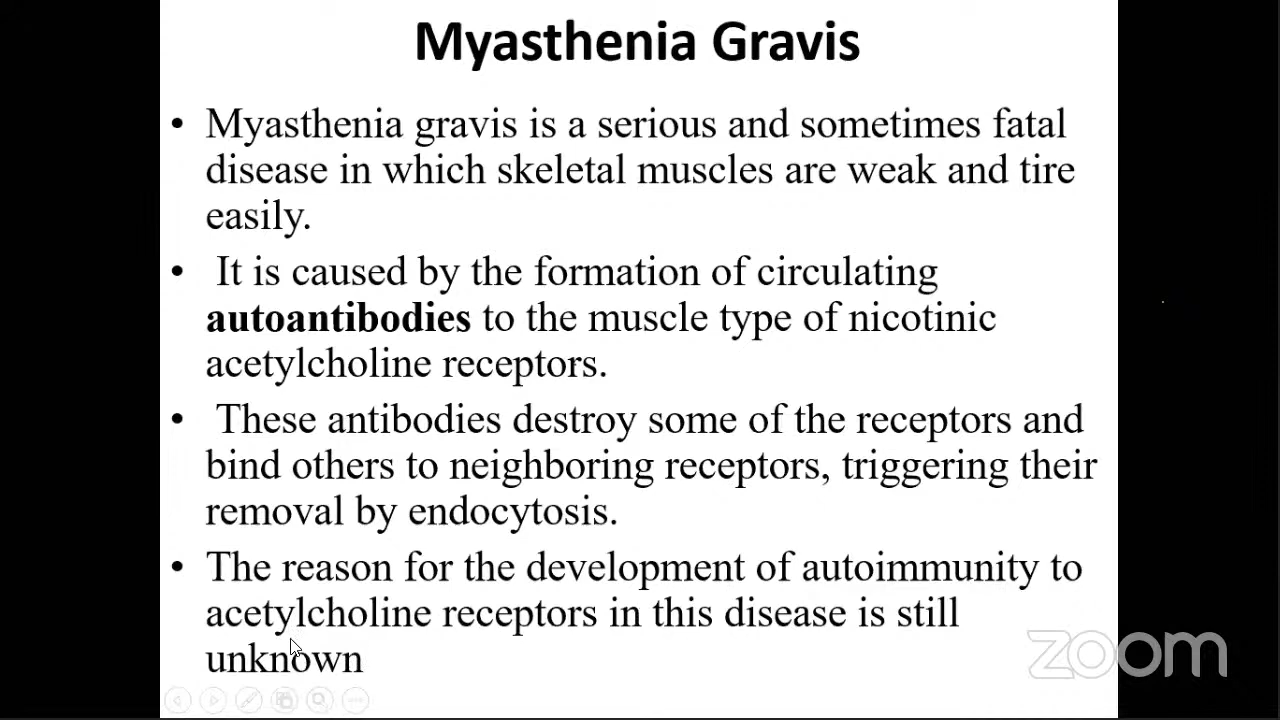 Myasthenia Gravis
• Myasthenia gravis is a serious and sometimes fatal
disease in which skeletal muscles are weak and tire
easily.
• It is caused by the formation of circulating
autoantibodies to the muscle type of nicotinic
acetylcholine receptors.
• These antibodies destroy some of the receptors and
bind others to neighboring receptors, triggering their
removal by endocytosis.
• The reason for the development of autoimmunity to
acetylcholine receptors in this disease is still
unknown
zoom